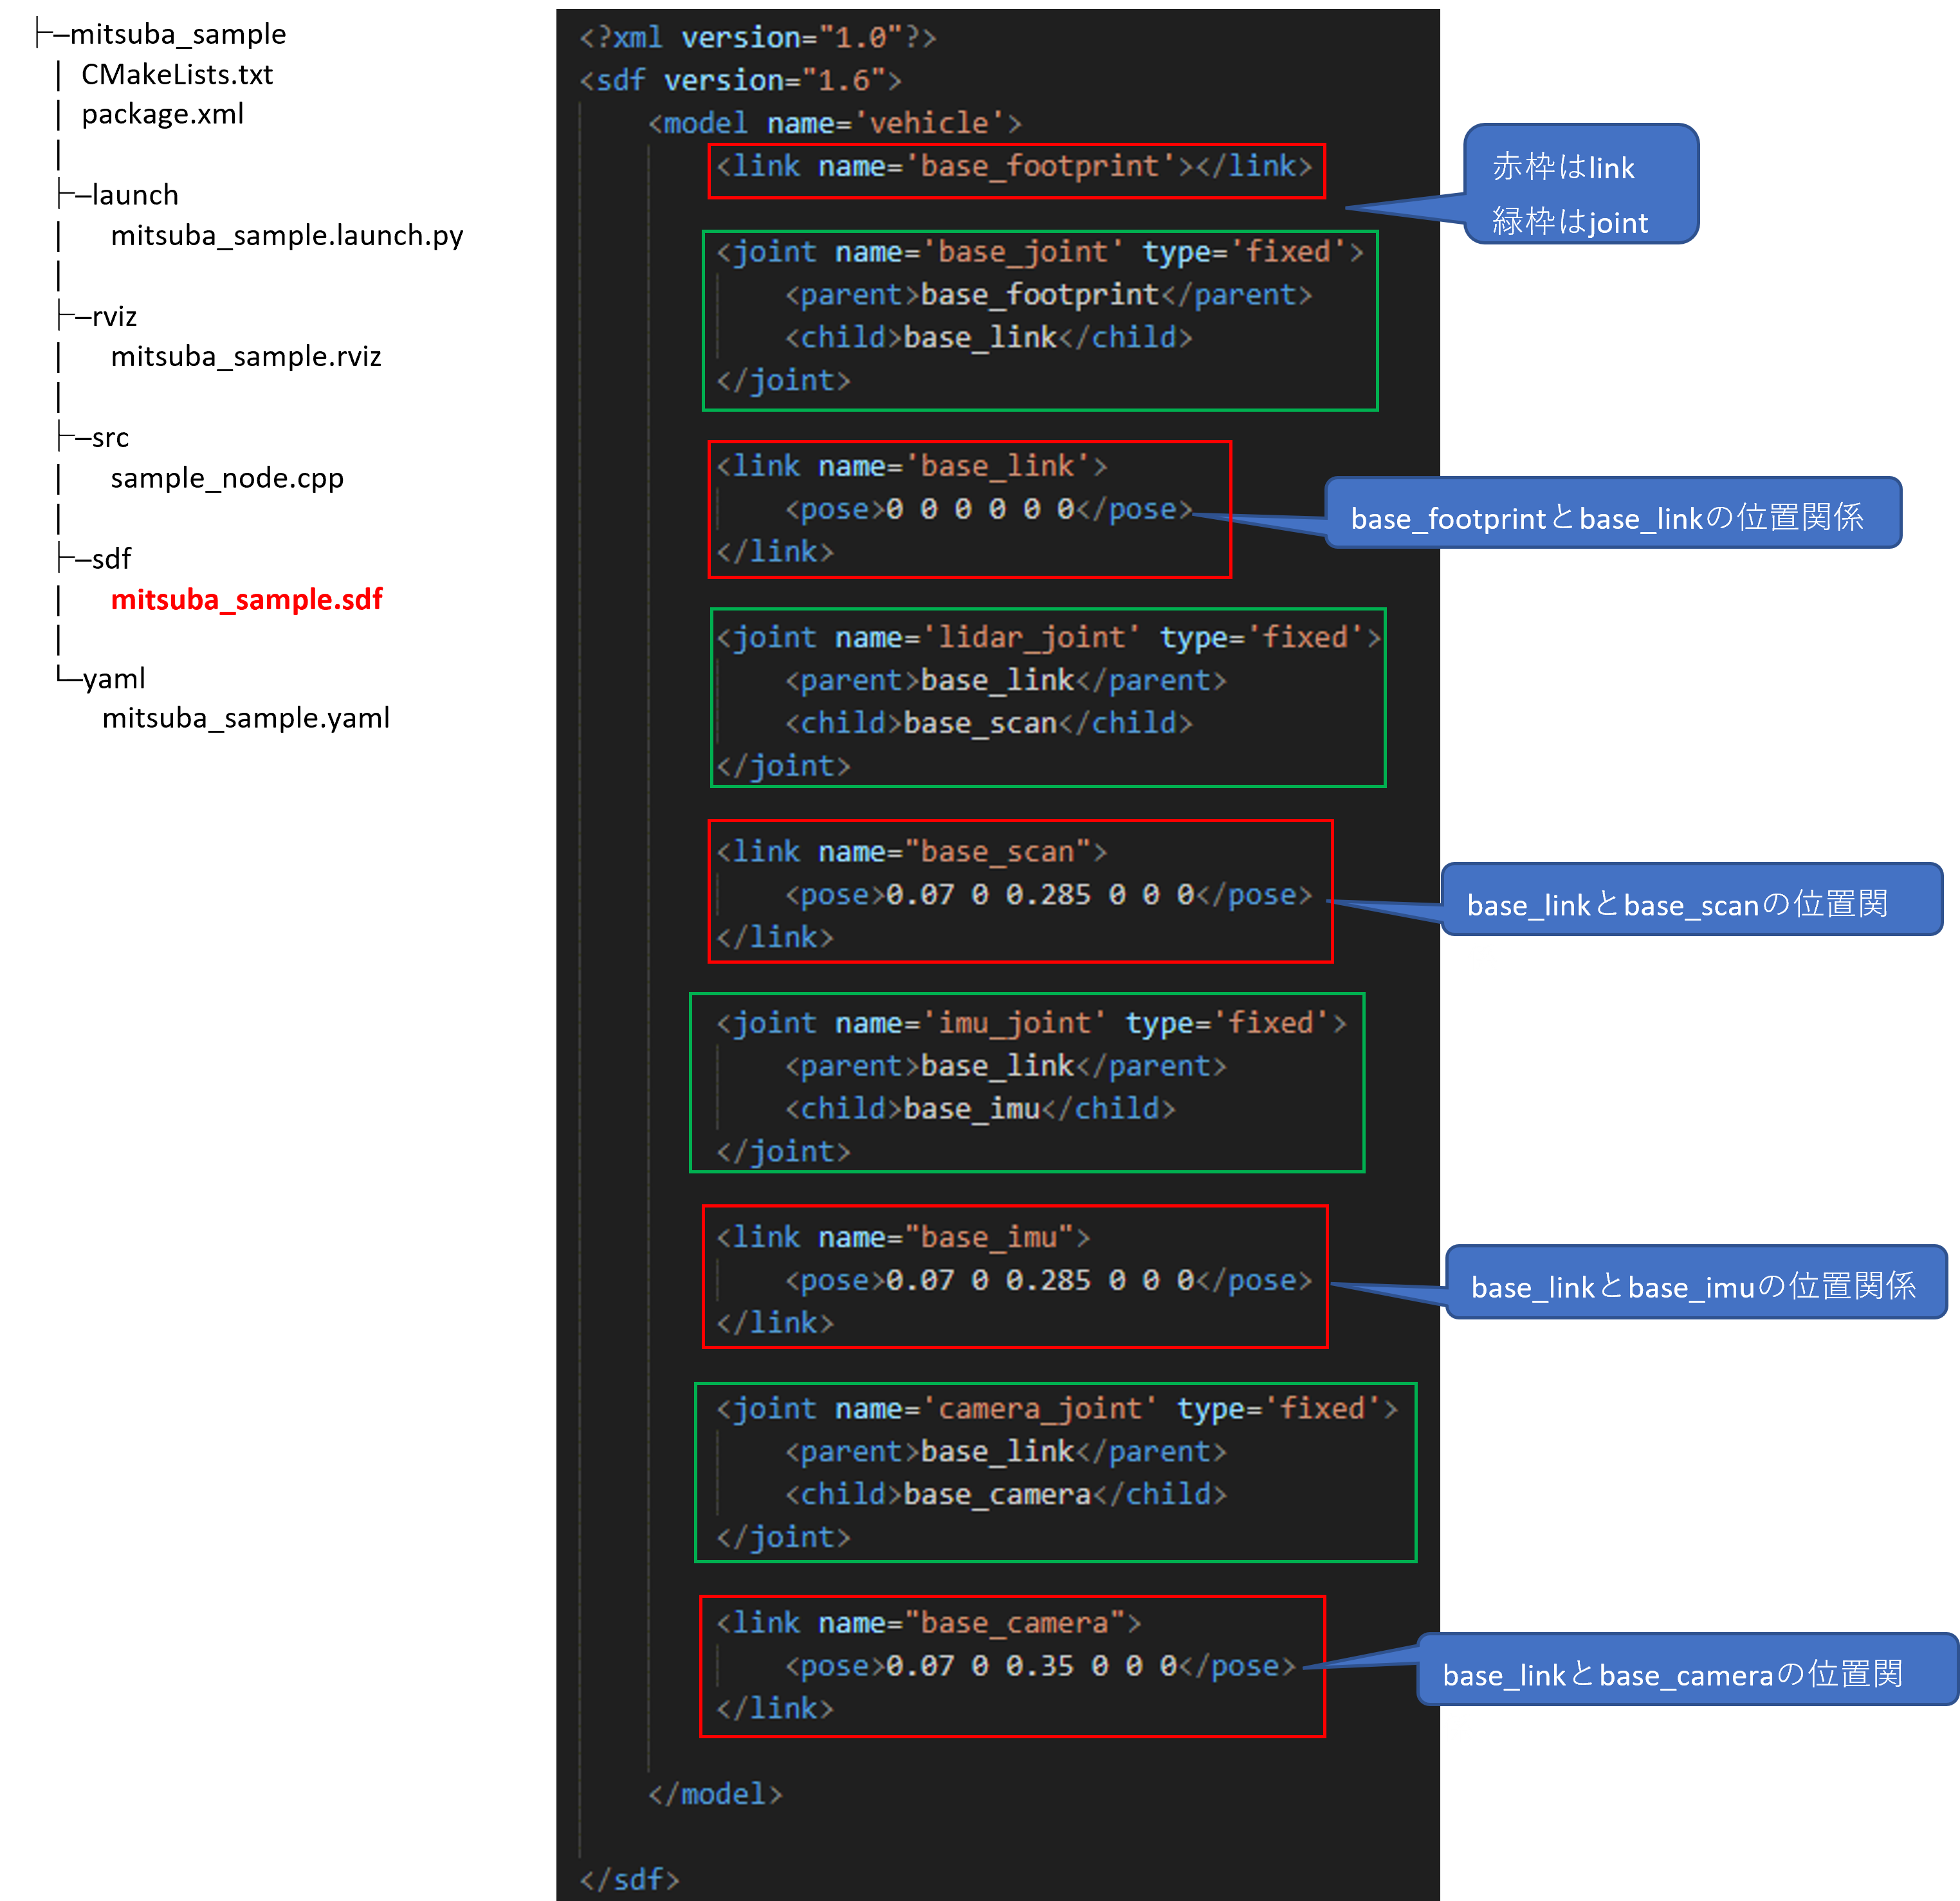 ├─mitsuba_sample
│ CMakeLists.txt
│ package.xml
│
├─launch
│ mitsuba_sample.launch.py
│
├─rviz
│ mitsuba_sample.rviz
│
├─src
│ sample_node.cpp
│
├─sdf
│ mitsuba_sample.sdf
│
└─yaml
mitsuba_sample.yaml
<?xml version="1.0"?>
<sdf version="1.6">
<model name='vehicle'>
<link name='base_footprint'></link>
<joint name='base_joint' type='fixed'>
<parent>base_footprint</parent>
<child>base_link</child>
</joint>
<link name='base_link'>
<pose>0 0 0 0 0 0</pose>
</link>
<joint name='lidar_joint' type='fixed'>
<parent>base_link</parent>
<child>base_scan</child>
</joint>
<link name="base_scan">
<pose>0.07 0 0.285 0 0 0</pose>
</link>
<joint name='imu_joint' type='fixed'>
<parent>base_link</parent>
<child>base_imu</child>
</joint>
<link name="base_imu">
<pose>0.07 0 0.285 0 0 0</pose>
</link>
<joint name='camera_joint' type='fixed'>
<parent>base_link</parent>
<child>base_camera</child>
</joint>
<link name="base_camera">
<pose>0.07 0 0.35 0 0 0</pose>
</link>
</model>
</sdf>
赤枠はlink
緑枠はjoint
base_footprintとbase_linkの位置関係
base_linkとbase_scanの位置関
base_linkとbase_imuの位置関係
base_linkとbase_cameraの位置関